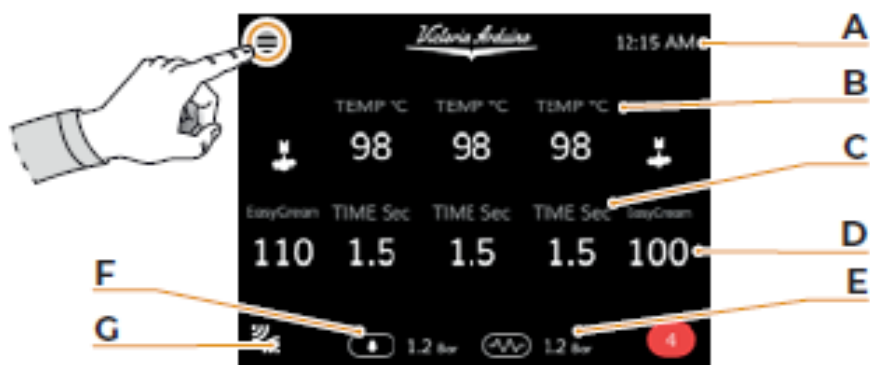 Victoria Arduino 12:15 AM A
TEMP °C TEMP °C TEMP °C B
98 98 98
C
EasyCream TIME Sec TIME Sec TIME Sec EasyCream
110 1.5 1.5 1.5 100 D
F E
G 1.2 Bar 1.2 Bar 4